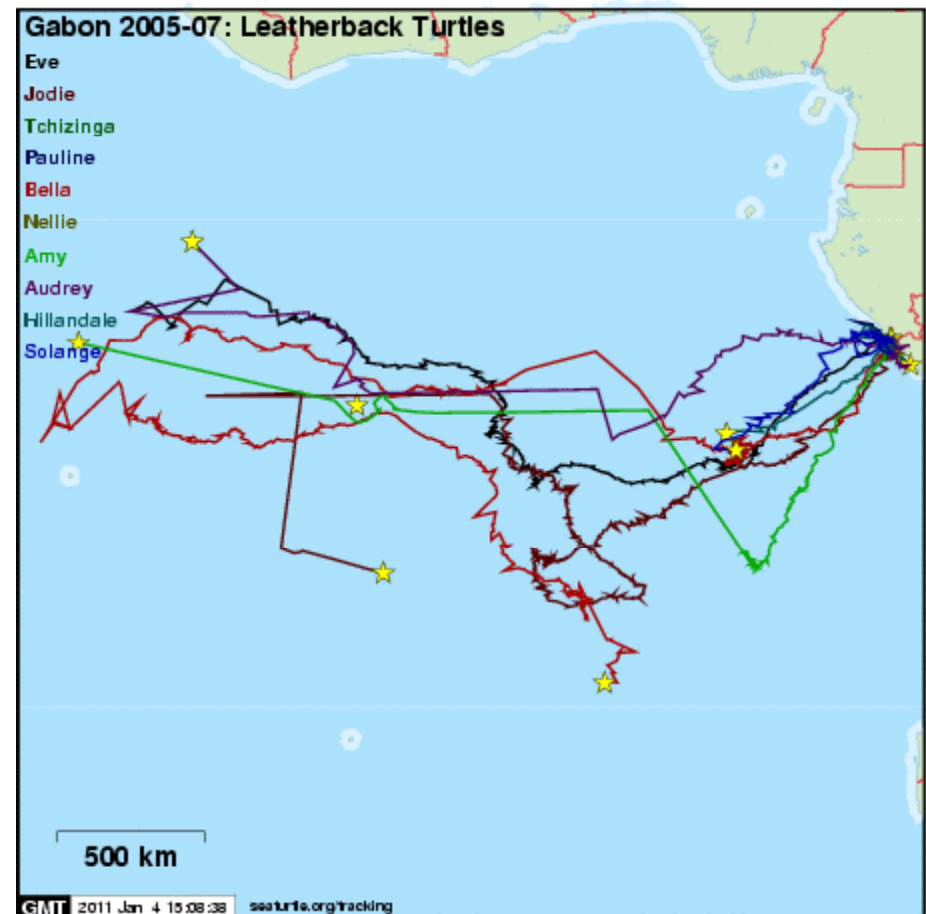 Gabon 2005-07: Leatherback Turtles
Eve
Jodie
Tchizinga
Pauline
Bella
Nellie
Amy
Audrey
Hillandale
Solange
500 km
GMT 2011 Jan 4 15:08:38 seaturtle.org/tracking